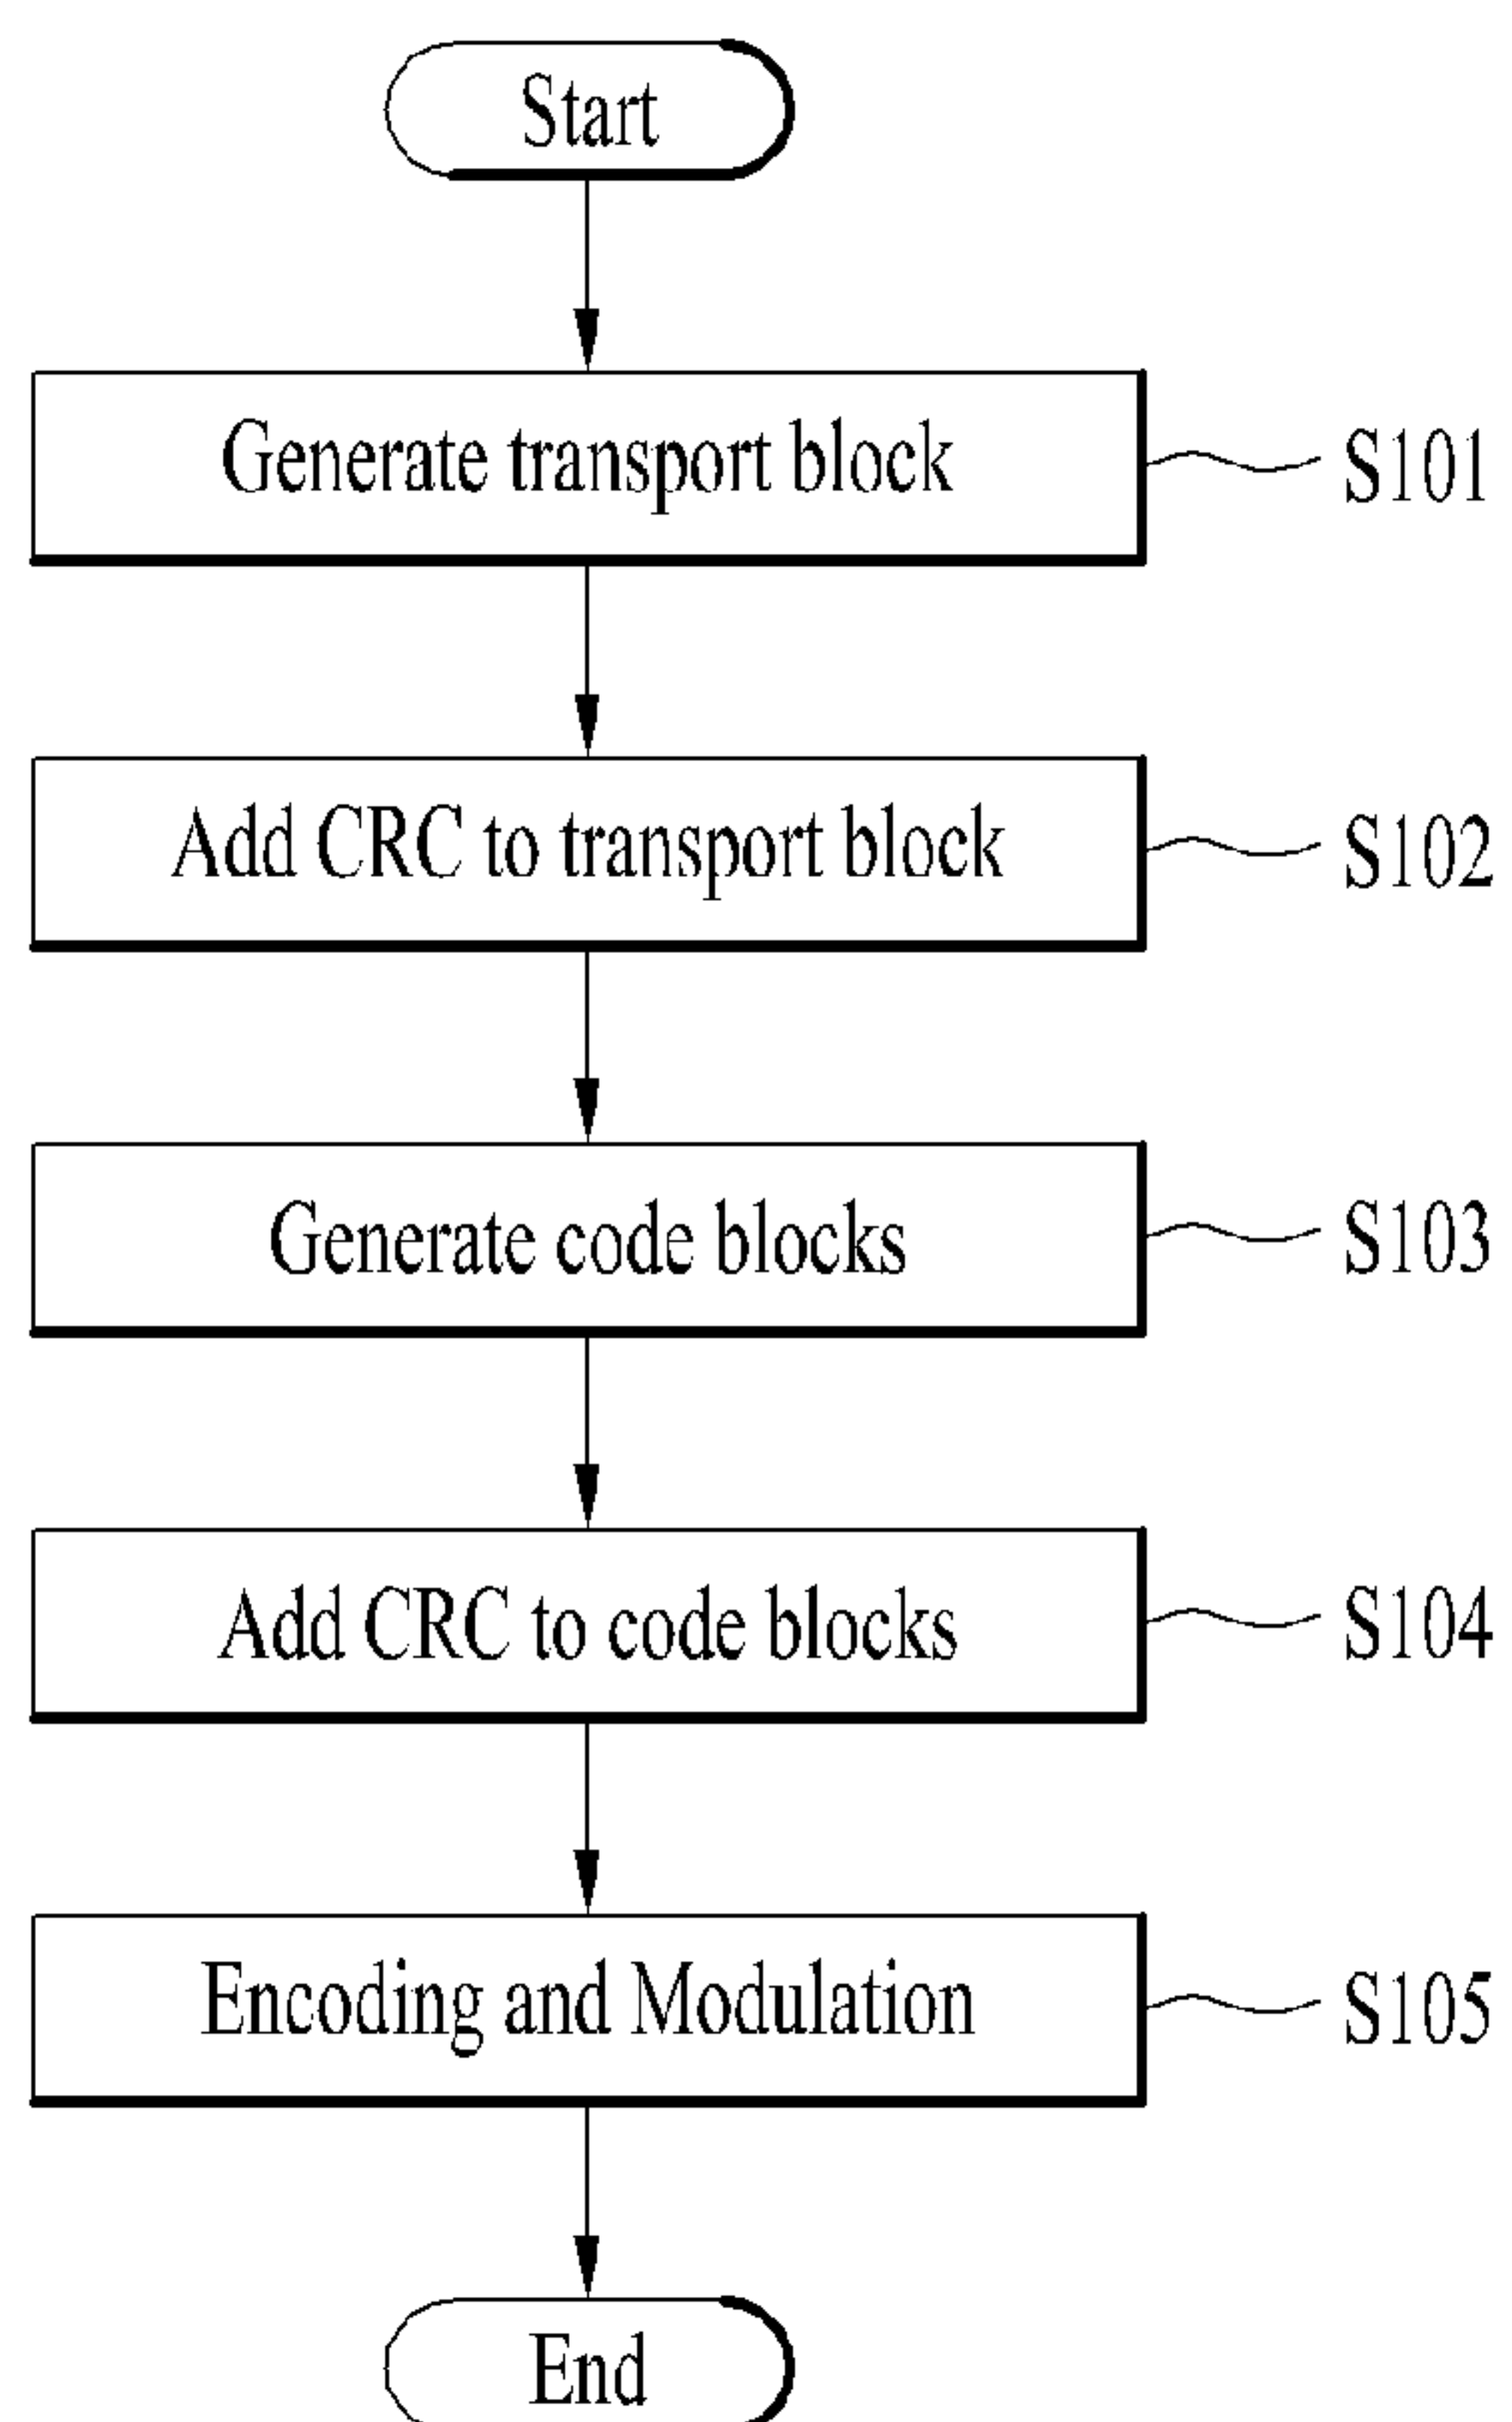 Start
Generate transport block S101
Add CRC to transport block S102
Generate code blocks S103
Add CRC to code blocks S104
Encoding and Modulation S105
End